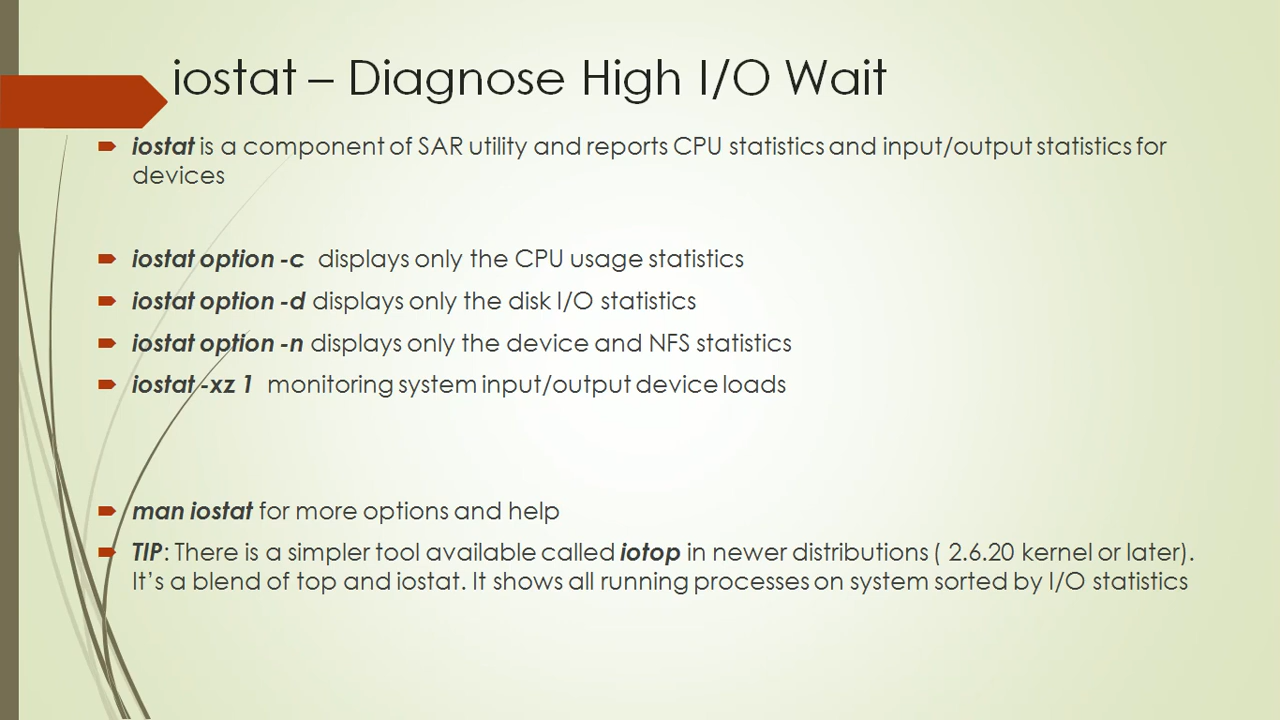 iostat – Diagnose High I/O Wait
iostat is a component of SAR utility and reports CPU statistics and input/output statistics for
devices
iostat option -c displays only the CPU usage statistics
iostat option -d displays only the disk I/O statistics
iostat option -n displays only the device and NFS statistics
iostat -xz 1 monitoring system input/output device loads
man iostat for more options and help
TIP: There is a simpler tool available called iotop in newer distributions ( 2.6.20 kernel or later).
It’s a blend of top and iostat. It shows all running processes on system sorted by I/O statistics